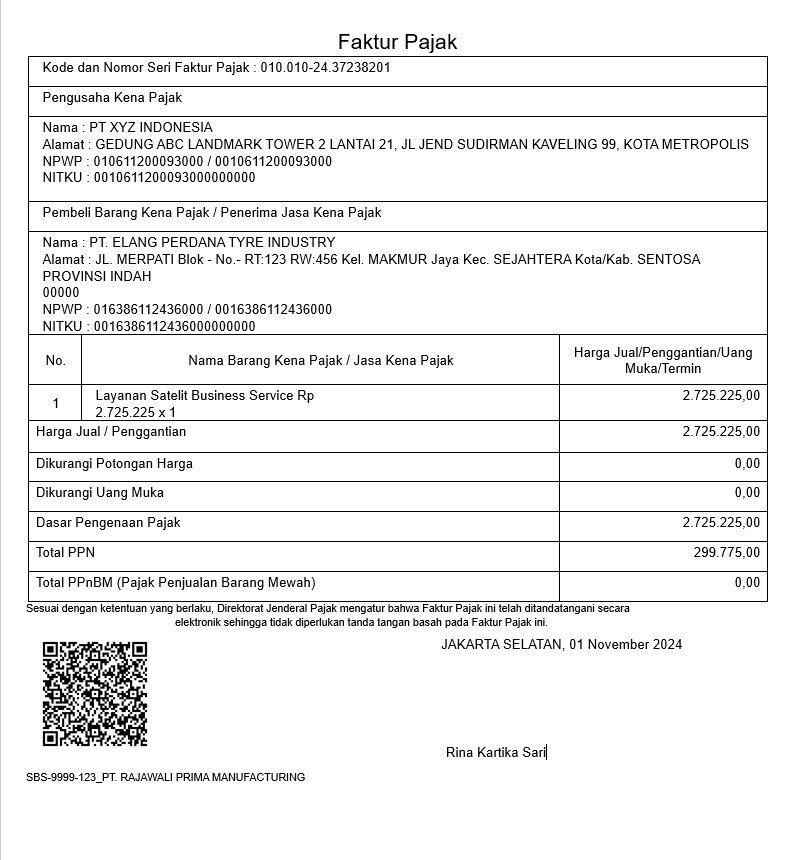 Faktur Pajak
Kode dan Nomor Seri Faktur Pajak : 010.010-24.37238201
Pengusaha Kena Pajak
Nama : PT XYZ INDONESIA
Alamat : GEDUNG ABC LANDMARK TOWER 2 LANTAI 21, JL JEND SUDIRMAN KAVELING 99, KOTA METROPOLIS
NPWP : 010611200093000 / 0010611200093000
NITKU : 0010611200093000000000
Pembeli Barang Kena Pajak / Penerima Jasa Kena Pajak
Nama : PT. ELANG PERDANA TYRE INDUSTRY
Alamat : JL. MERPATI Blok - No.- RT:123 RW:456 Kel. MAKMUR Jaya Kec. SEJAHTERA Kota/Kab. SENTOSA
PROVINSI INDAH
00000
NPWP : 016386112436000 / 0016386112436000
NITKU : 0016386112436000000000
No. Nama Barang Kena Pajak / Jasa Kena Pajak Harga Jual/Penggantian/Uang
Muka/Termin
1 Layanan Satelit Business Service Rp 2.725.225,00
2.725.225 x 1
Harga Jual / Penggantian 2.725.225,00
Dikurangi Potongan Harga 0,00
Dikurangi Uang Muka 0,00
Dasar Pengenaan Pajak 2.725.225,00
Total PPN 299.775,00
Total PPnBM (Pajak Penjualan Barang Mewah) 0,00
Sesuai dengan ketentuan yang berlaku, Direktorat Jenderal Pajak mengatur bahwa Faktur Pajak ini telah ditandatangani secara
elektronik sehingga tidak diperlukan tanda tangan basah pada Faktur Pajak ini.
JAKARTA SELATAN, 01 November 2024
Rina Kartika Sari
SBS-9999-123_PT. RAJAWALI PRIMA MANUFACTURING